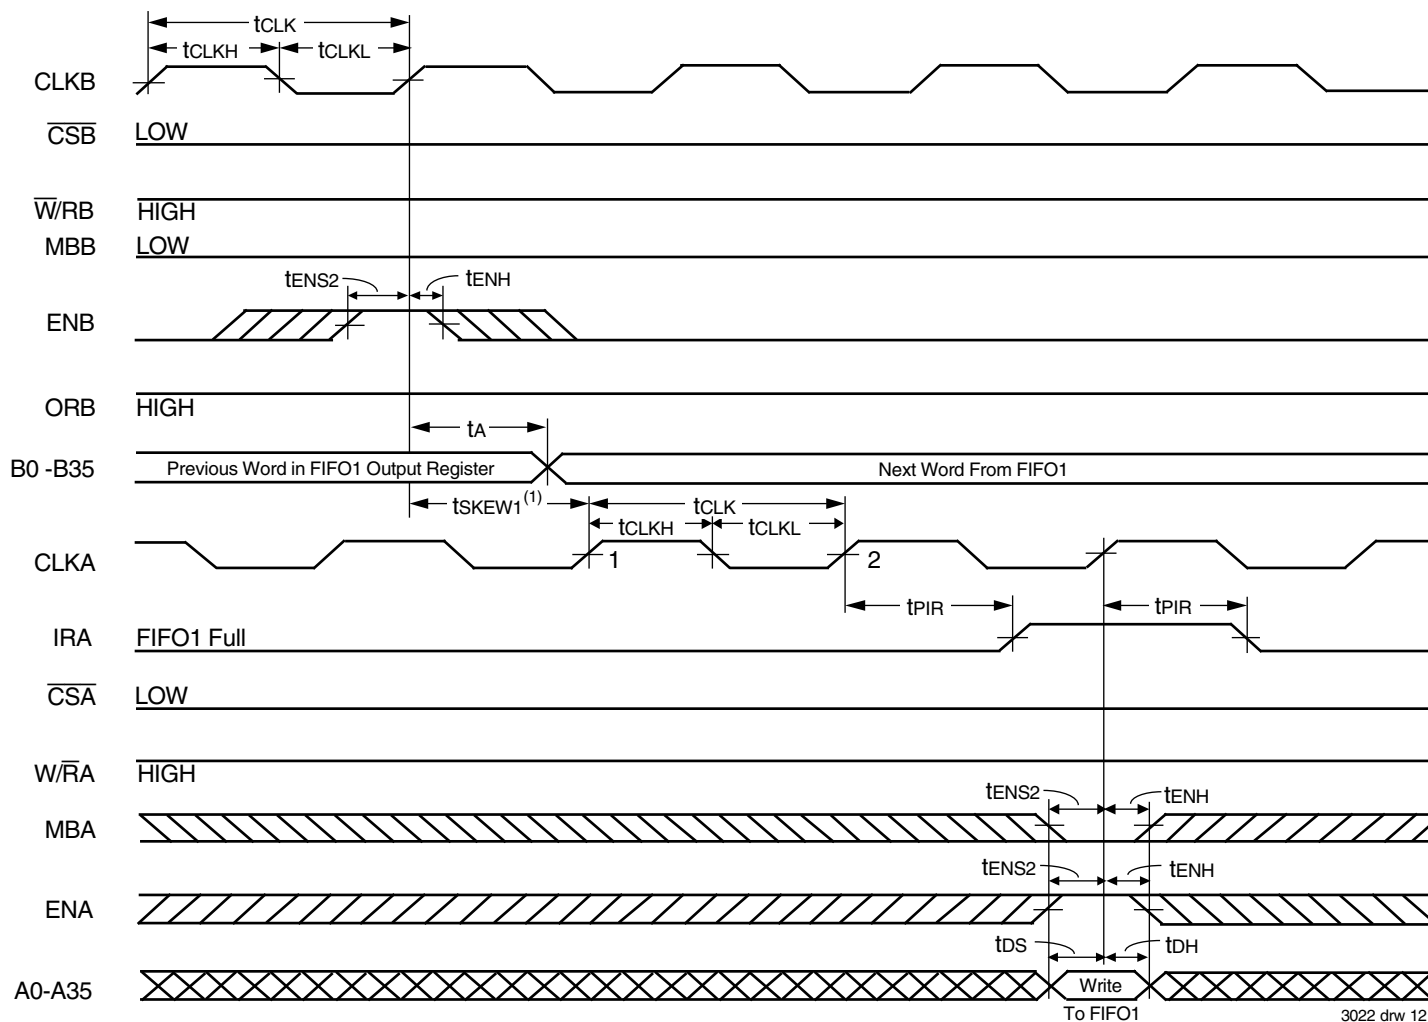 tCLK
tCLKH tCLKL
CLKB
CSB LOW
W/RB HIGH
MBB LOW
tENS2 tENH
ENB
ORB HIGH
tA
B0 -B35 Previous Word in FIFO1 Output Register Next Word From FIFO1
tSKEW1(1) tCLK
tCLKH tCLKL
CLKA 1 2
tPIR tPIR
IRA FIFO1 Full
CSA LOW
W/RA HIGH
tENS2 tENH
MBA
tENS2 tENH
ENA
tDS tDH
A0-A35 Write
To FIFO1
3022 drw 12